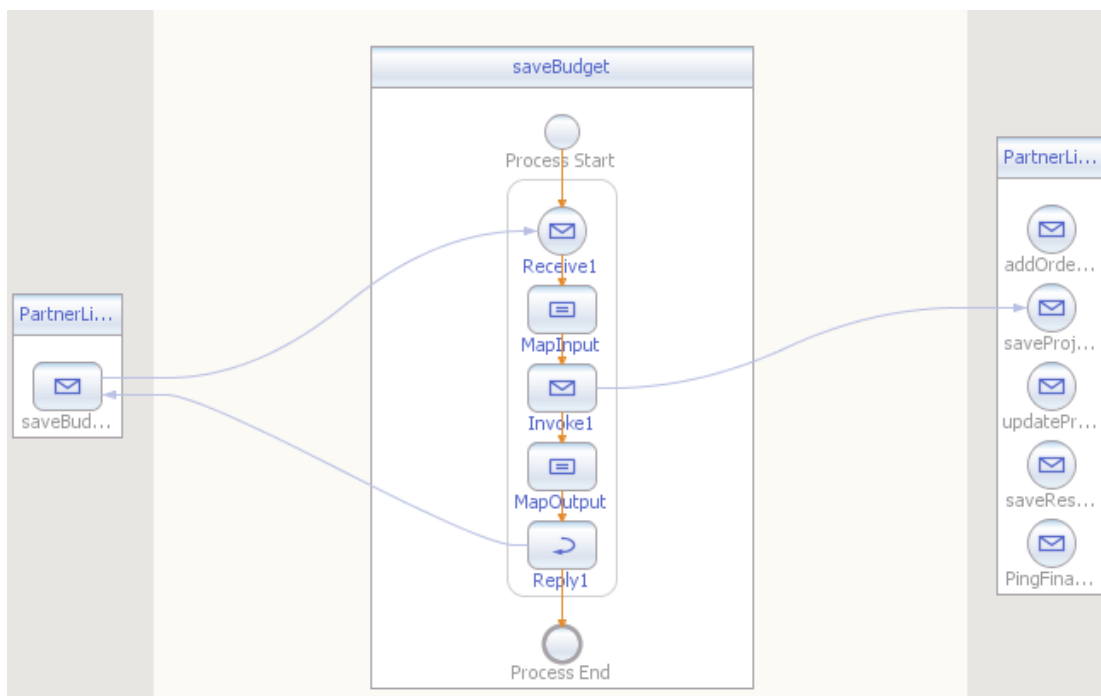 saveBudget
Process Start
Receive1
MapInput
Invoke1
MapOutput
Reply1
Process End
PartnerLi...
saveBud...
PartnerLi...
addOrde...
saveProj...
updatePr...
saveRes...
PingFina...